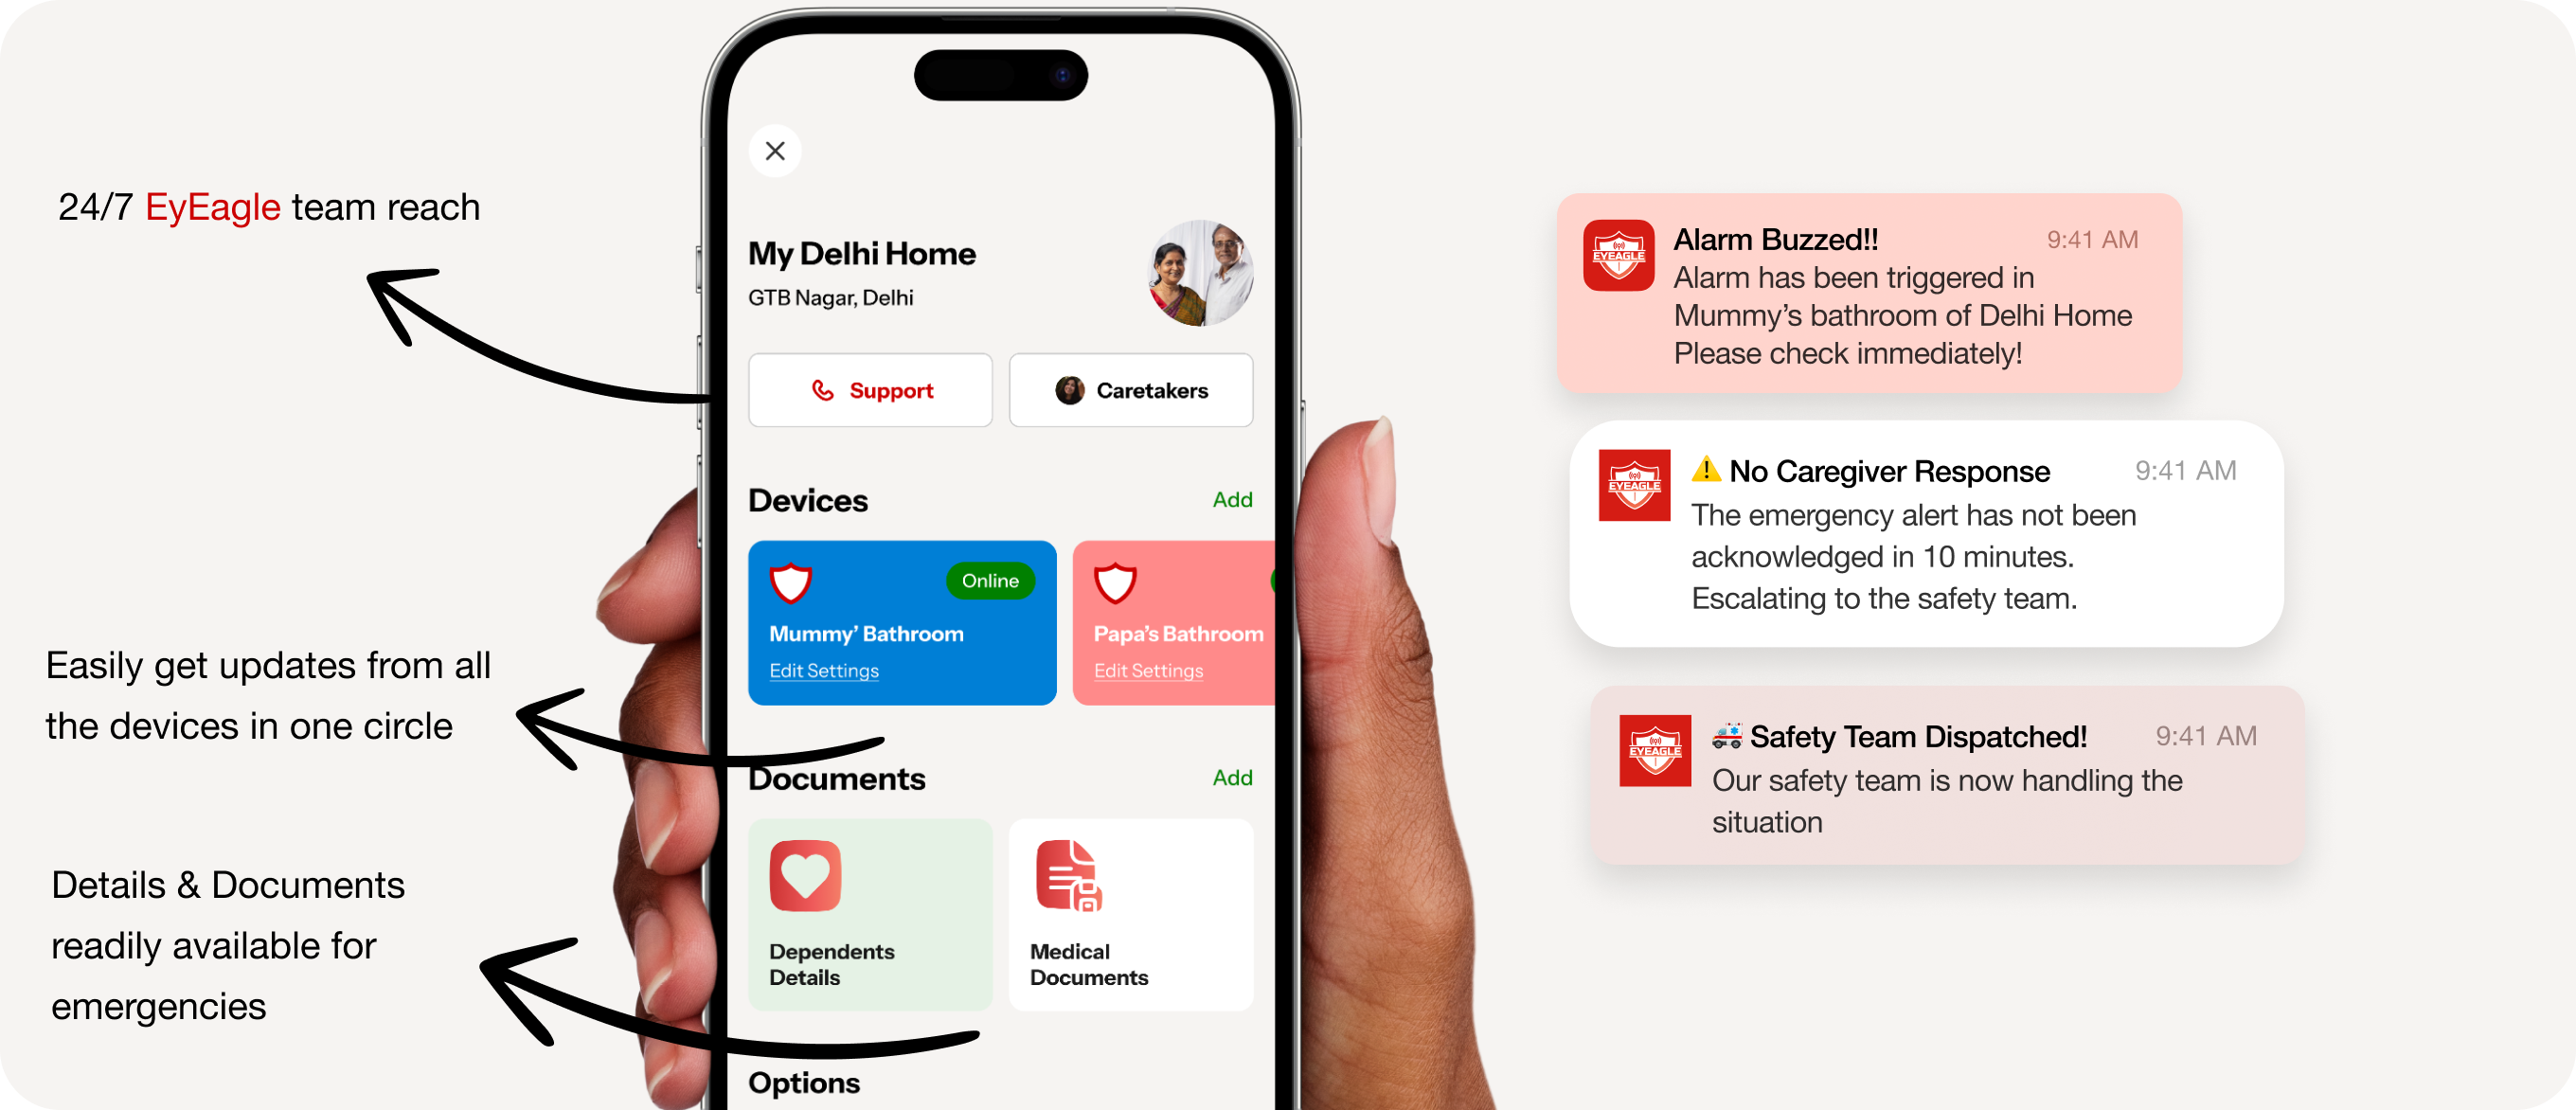 24/7 EyEagle team reach
Easily get updates from all
the devices in one circle
Details & Documents
readily available for
emergencies
My Delhi Home
GTB Nagar, Delhi
Support
Caretakers
Devices
Add
Online
Mummy’ Bathroom
Edit Settings
Papa’s Bathroom
Edit Settings
Documents
Add
Dependents
Details
Medical
Documents
Options
EYEAGLE
Alarm Buzzed!!
9:41 AM
Alarm has been triggered in
Mummy’s bathroom of Delhi Home
Please check immediately!
EYEAGLE
⚠️ No Caregiver Response
9:41 AM
The emergency alert has not been
acknowledged in 10 minutes.
Escalating to the safety team.
EYEAGLE
🚑 Safety Team Dispatched!
9:41 AM
Our safety team is now handling the
situation